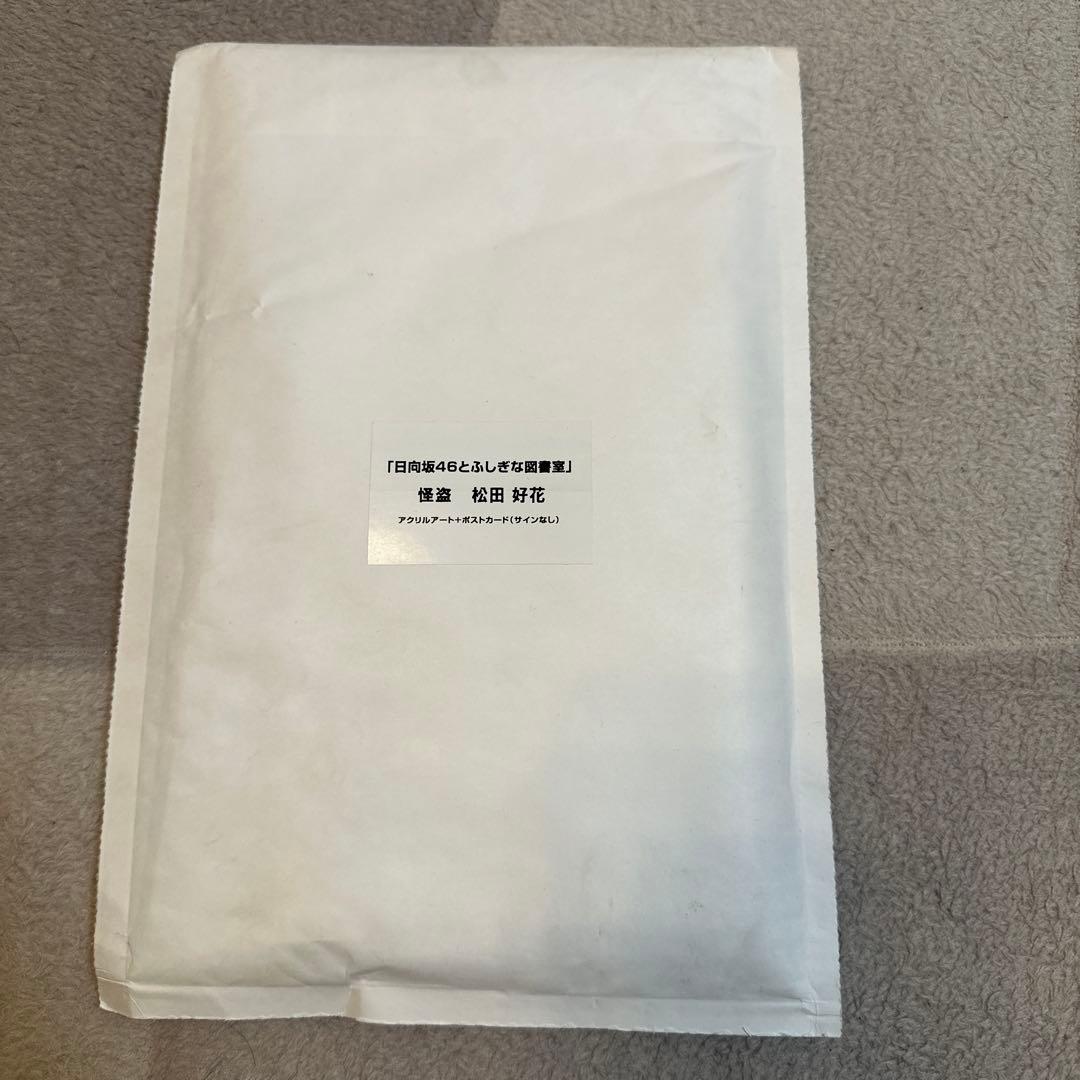 「日向坂46とふしぎな図書室」
怪盗　松田 好花
アクリルアート+ポストカード(サインなし)